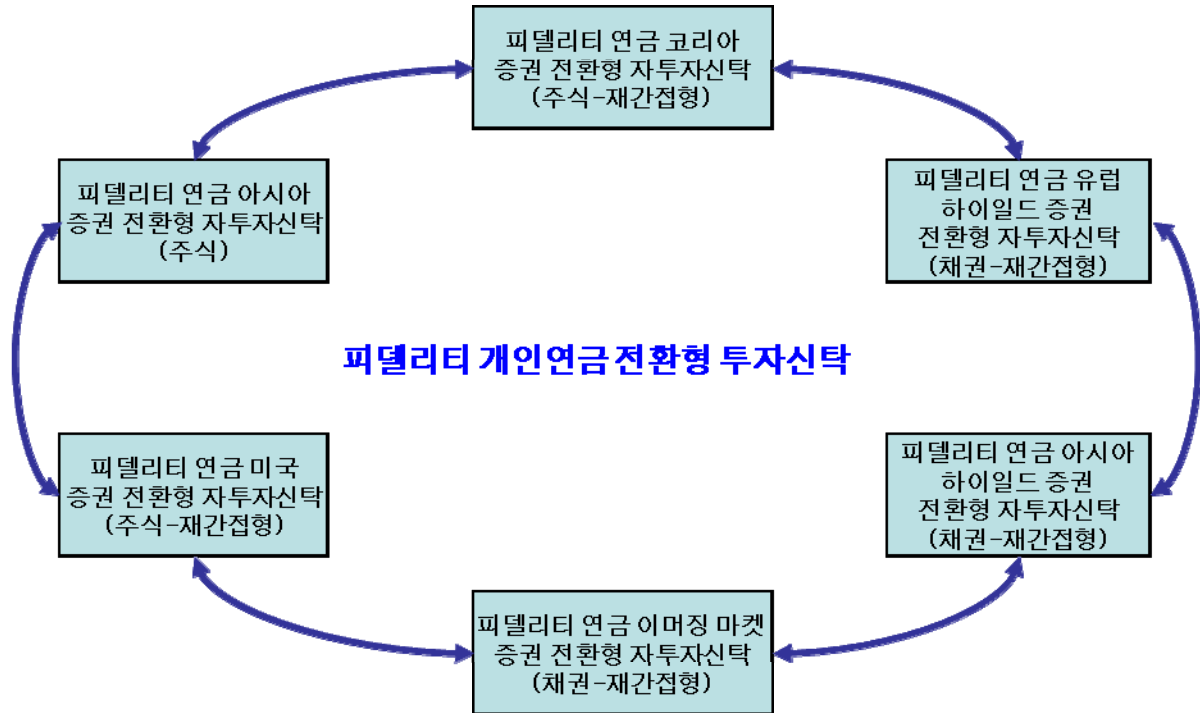 피델리티 연금 코리아
증권 전환형 자투자신탁
(주식-재간접형)
피델리티 연금 아시아
증권 전환형 자투자신탁
(주식)
피델리티 연금 유럽
하이일드 증권
전환형 자투자신탁
(채권-재간접형)
피델리티 개인연금전환형 투자신탁
피델리티 연금 미국
증권 전환형 자투자신탁
(주식-재간접형)
피델리티 연금 아시아
하이일드 증권
전환형 자투자신탁
(채권-재간접형)
피델리티 연금 이머징 마켓
증권 전환형 자투자신탁
(채권-재간접형)